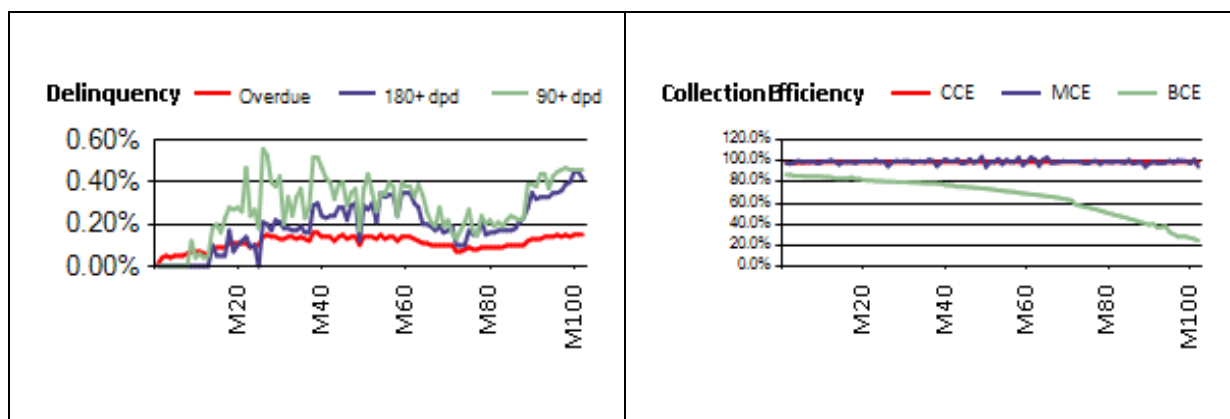 Delinquency Overdue 180+ dpd 90+ dpd
0.60%
0.40%
0.20%
0.00%
M20 M40 M60 M80 M100
Collection Efficiency CCE MCE BCE
120.0%
100.0%
80.0%
60.0%
40.0%
20.0%
0.0%
M20 M40 M60 M80 M100